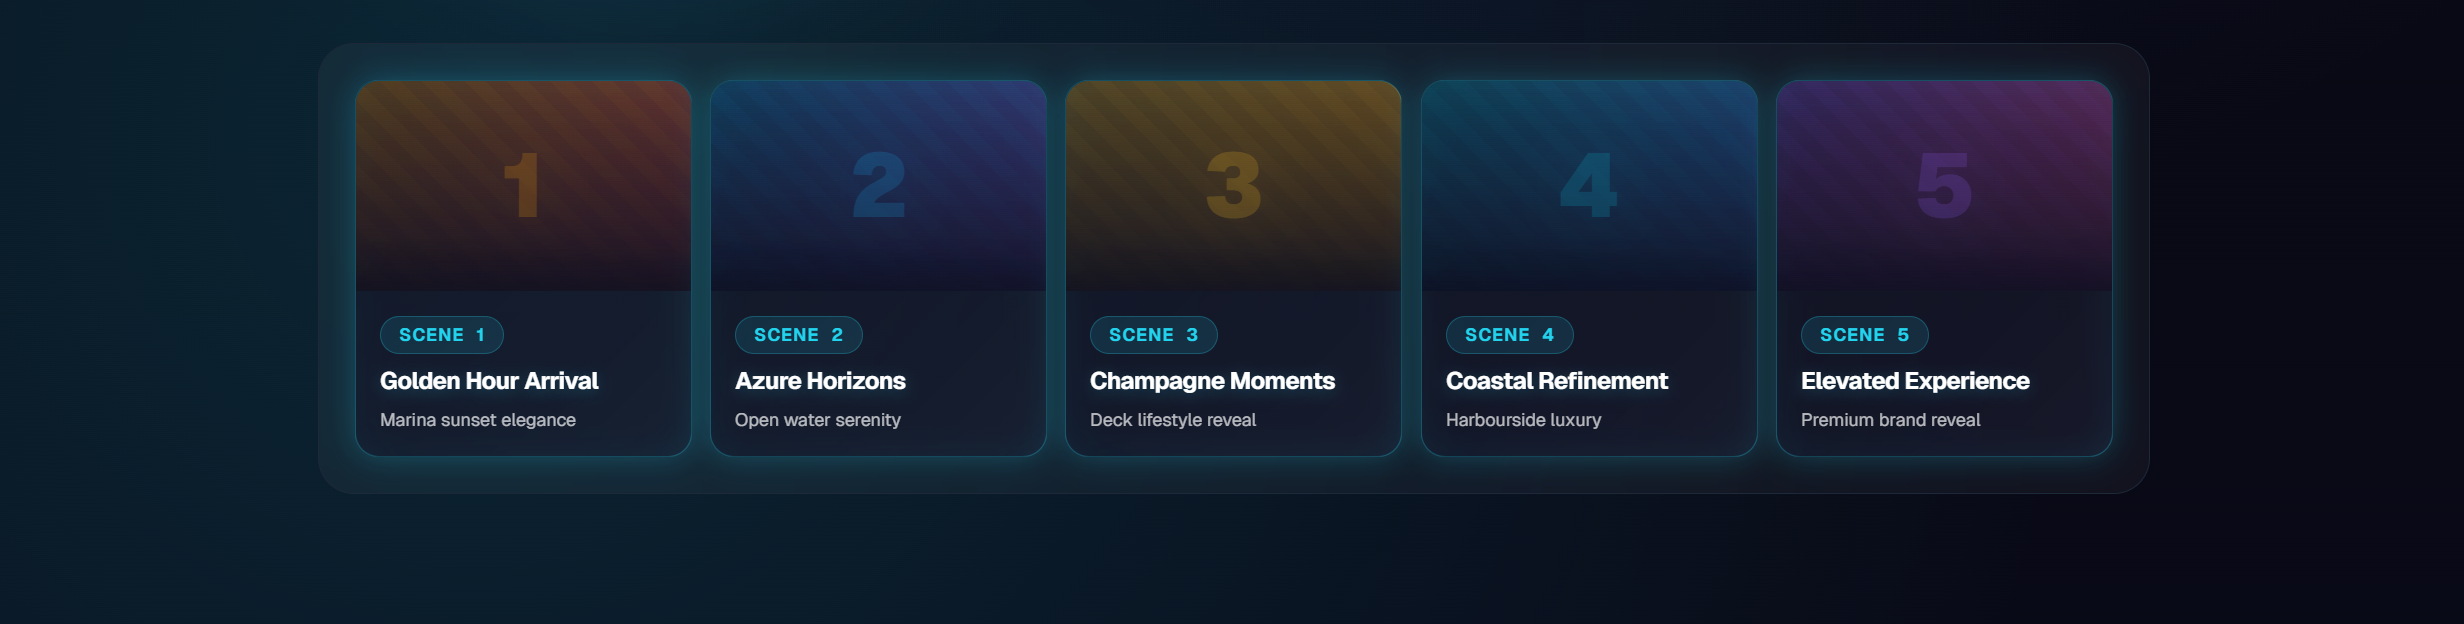 1
SCENE 1
Golden Hour Arrival
Marina sunset elegance
2
SCENE 2
Azure Horizons
Open water serenity
3
SCENE 3
Champagne Moments
Deck lifestyle reveal
4
SCENE 4
Coastal Refinement
Harbourside luxury
5
SCENE 5
Elevated Experience
Premium brand reveal